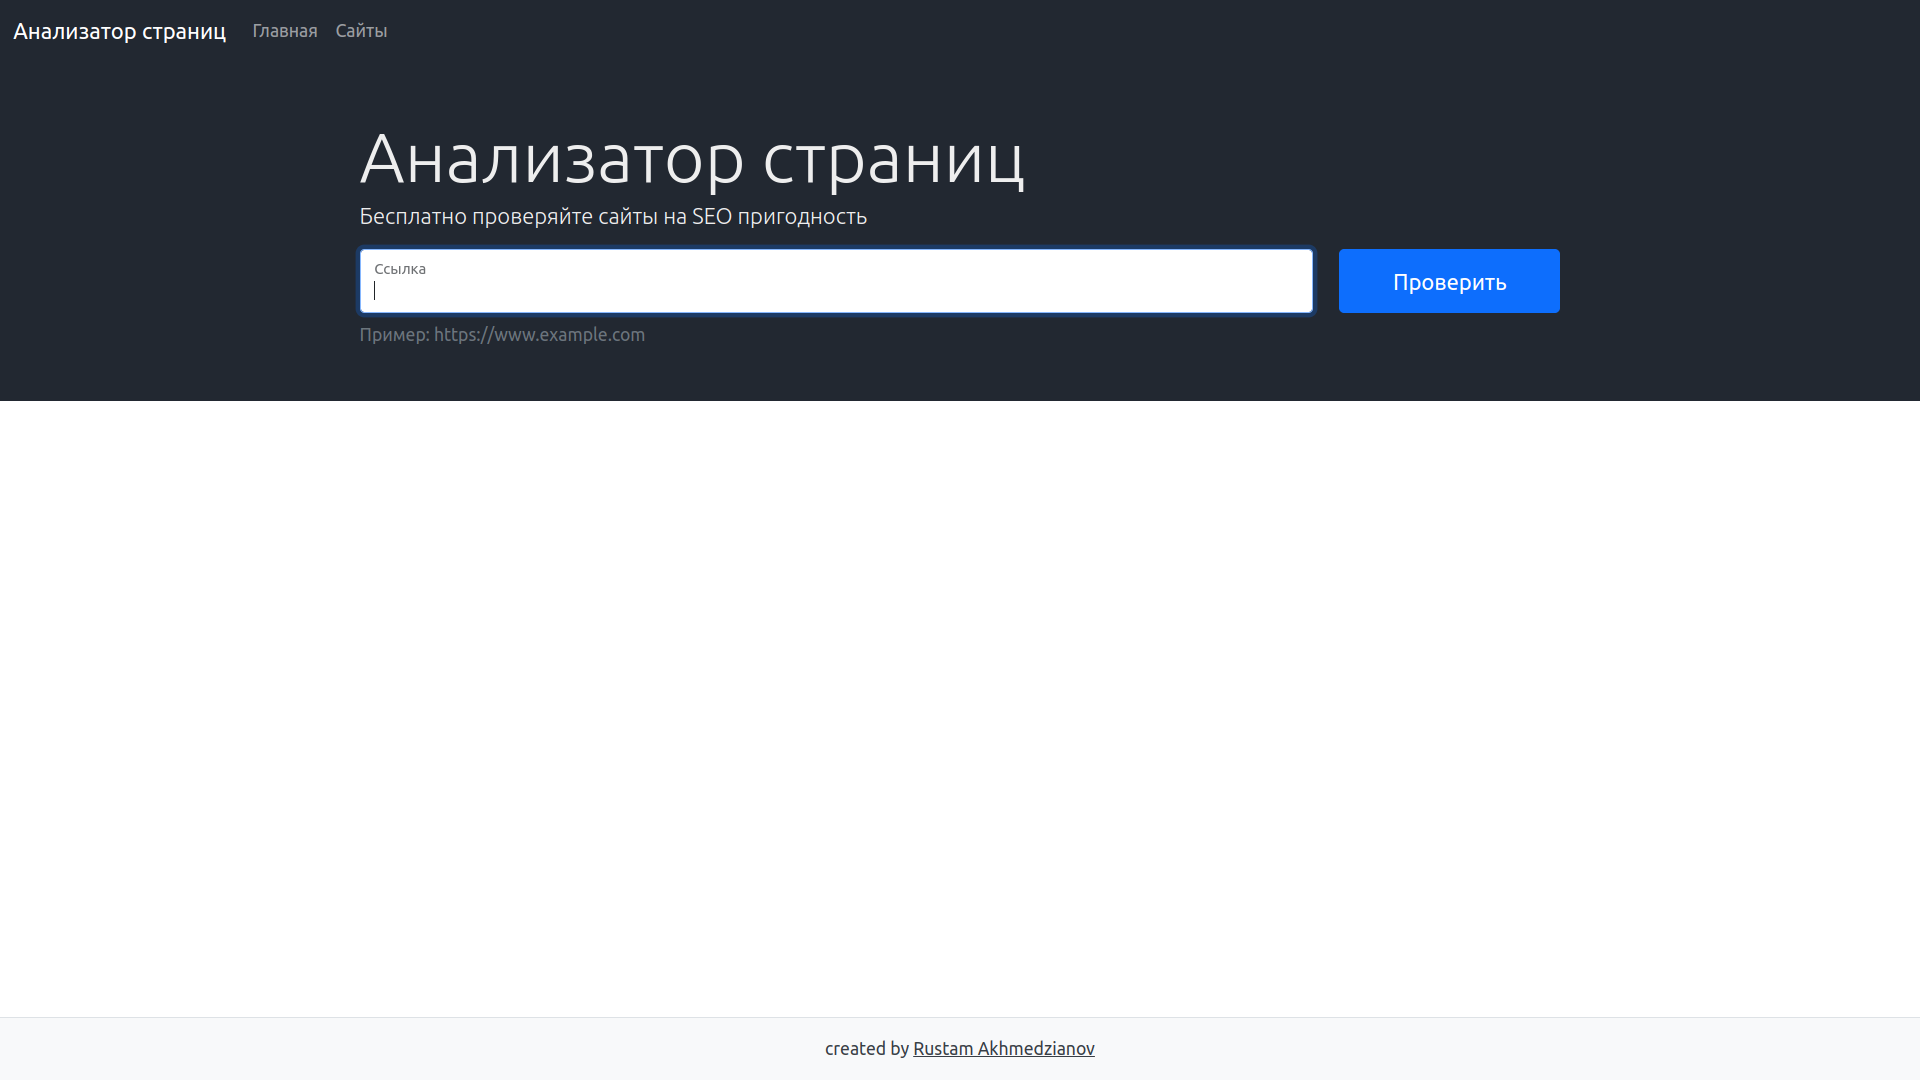 Анализатор страниц Главная Сайты
Анализатор страниц
Бесплатно проверяйте сайты на SEO пригодность
Ссылка
Проверить
Пример: https://www.example.com
created by Rustam Akhmedzianov